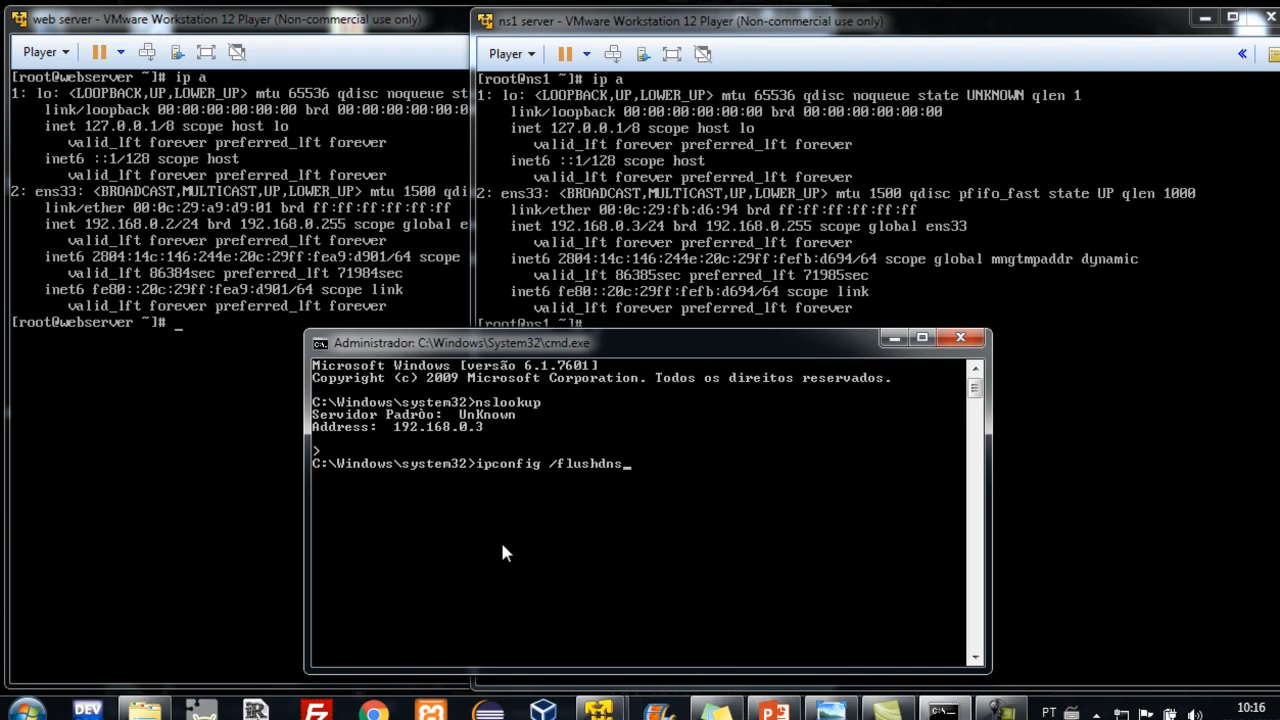 web server - VMware Workstation 12 Player (Non-commercial use only)
Player
[root@webserver ~]# ip a
1: lo: <LOOPBACK,UP,LOWER_UP> mtu 65536 qdisc noqueue st
link/loopback 00:00:00:00:00:00 brd 00:00:00:00:00:0
inet 127.0.0.1/8 scope host lo
valid_lft forever preferred_lft forever
inet6 ::1/128 scope host
valid_lft forever preferred_lft forever
2: ens33: <BROADCAST,MULTICAST,UP,LOWER_UP> mtu 1500 qdi
link/ether 00:0c:29:a9:d9:01 brd ff:ff:ff:ff:ff:ff
inet 192.168.0.2/24 brd 192.168.0.255 scope global e
valid_lft forever preferred_lft forever
inet6 2804:14c:146:244e:20c:29ff:fea9:d901/64 scope
valid_lft 86384sec preferred_lft 71984sec
inet6 fe80::20c:29ff:fea9:d901/64 scope link
valid_lft forever preferred_lft forever
[root@webserver ~]# _
ns1 server - VMware Workstation 12 Player (Non-commercial use only)
Player
[root@ns1 ~]# ip a
1: lo: <LOOPBACK,UP,LOWER_UP> mtu 65536 qdisc noqueue state UNKNOWN qlen 1
link/loopback 00:00:00:00:00:00 brd 00:00:00:00:00:00
inet 127.0.0.1/8 scope host lo
valid_lft forever preferred_lft forever
inet6 ::1/128 scope host
valid_lft forever preferred_lft forever
2: ens33: <BROADCAST,MULTICAST,UP,LOWER_UP> mtu 1500 qdisc pfifo_fast state UP qlen 1000
link/ether 00:0c:29:fb:d6:94 brd ff:ff:ff:ff:ff:ff
inet 192.168.0.3/24 brd 192.168.0.255 scope global ens33
valid_lft forever preferred_lft forever
inet6 2804:14c:146:244e:20c:29ff:fefb:d694/64 scope global mngtmpaddr dynamic
valid_lft 86385sec preferred_lft 71985sec
inet6 fe80::20c:29ff:fefb:d694/64 scope link
valid_lft forever preferred_lft forever
[root@ns1 ~]#
Administrador: C:\Windows\System32\cmd.exe
Microsoft Windows [versão 6.1.7601]
Copyright (c) 2009 Microsoft Corporation. Todos os direitos reservados.
C:\Windows\system32>nslookup
Servidor Padròo: UnKnown
Address: 192.168.0.3
>
C:\Windows\system32>ipconfig /flushdns_
DEV
PT
10:16